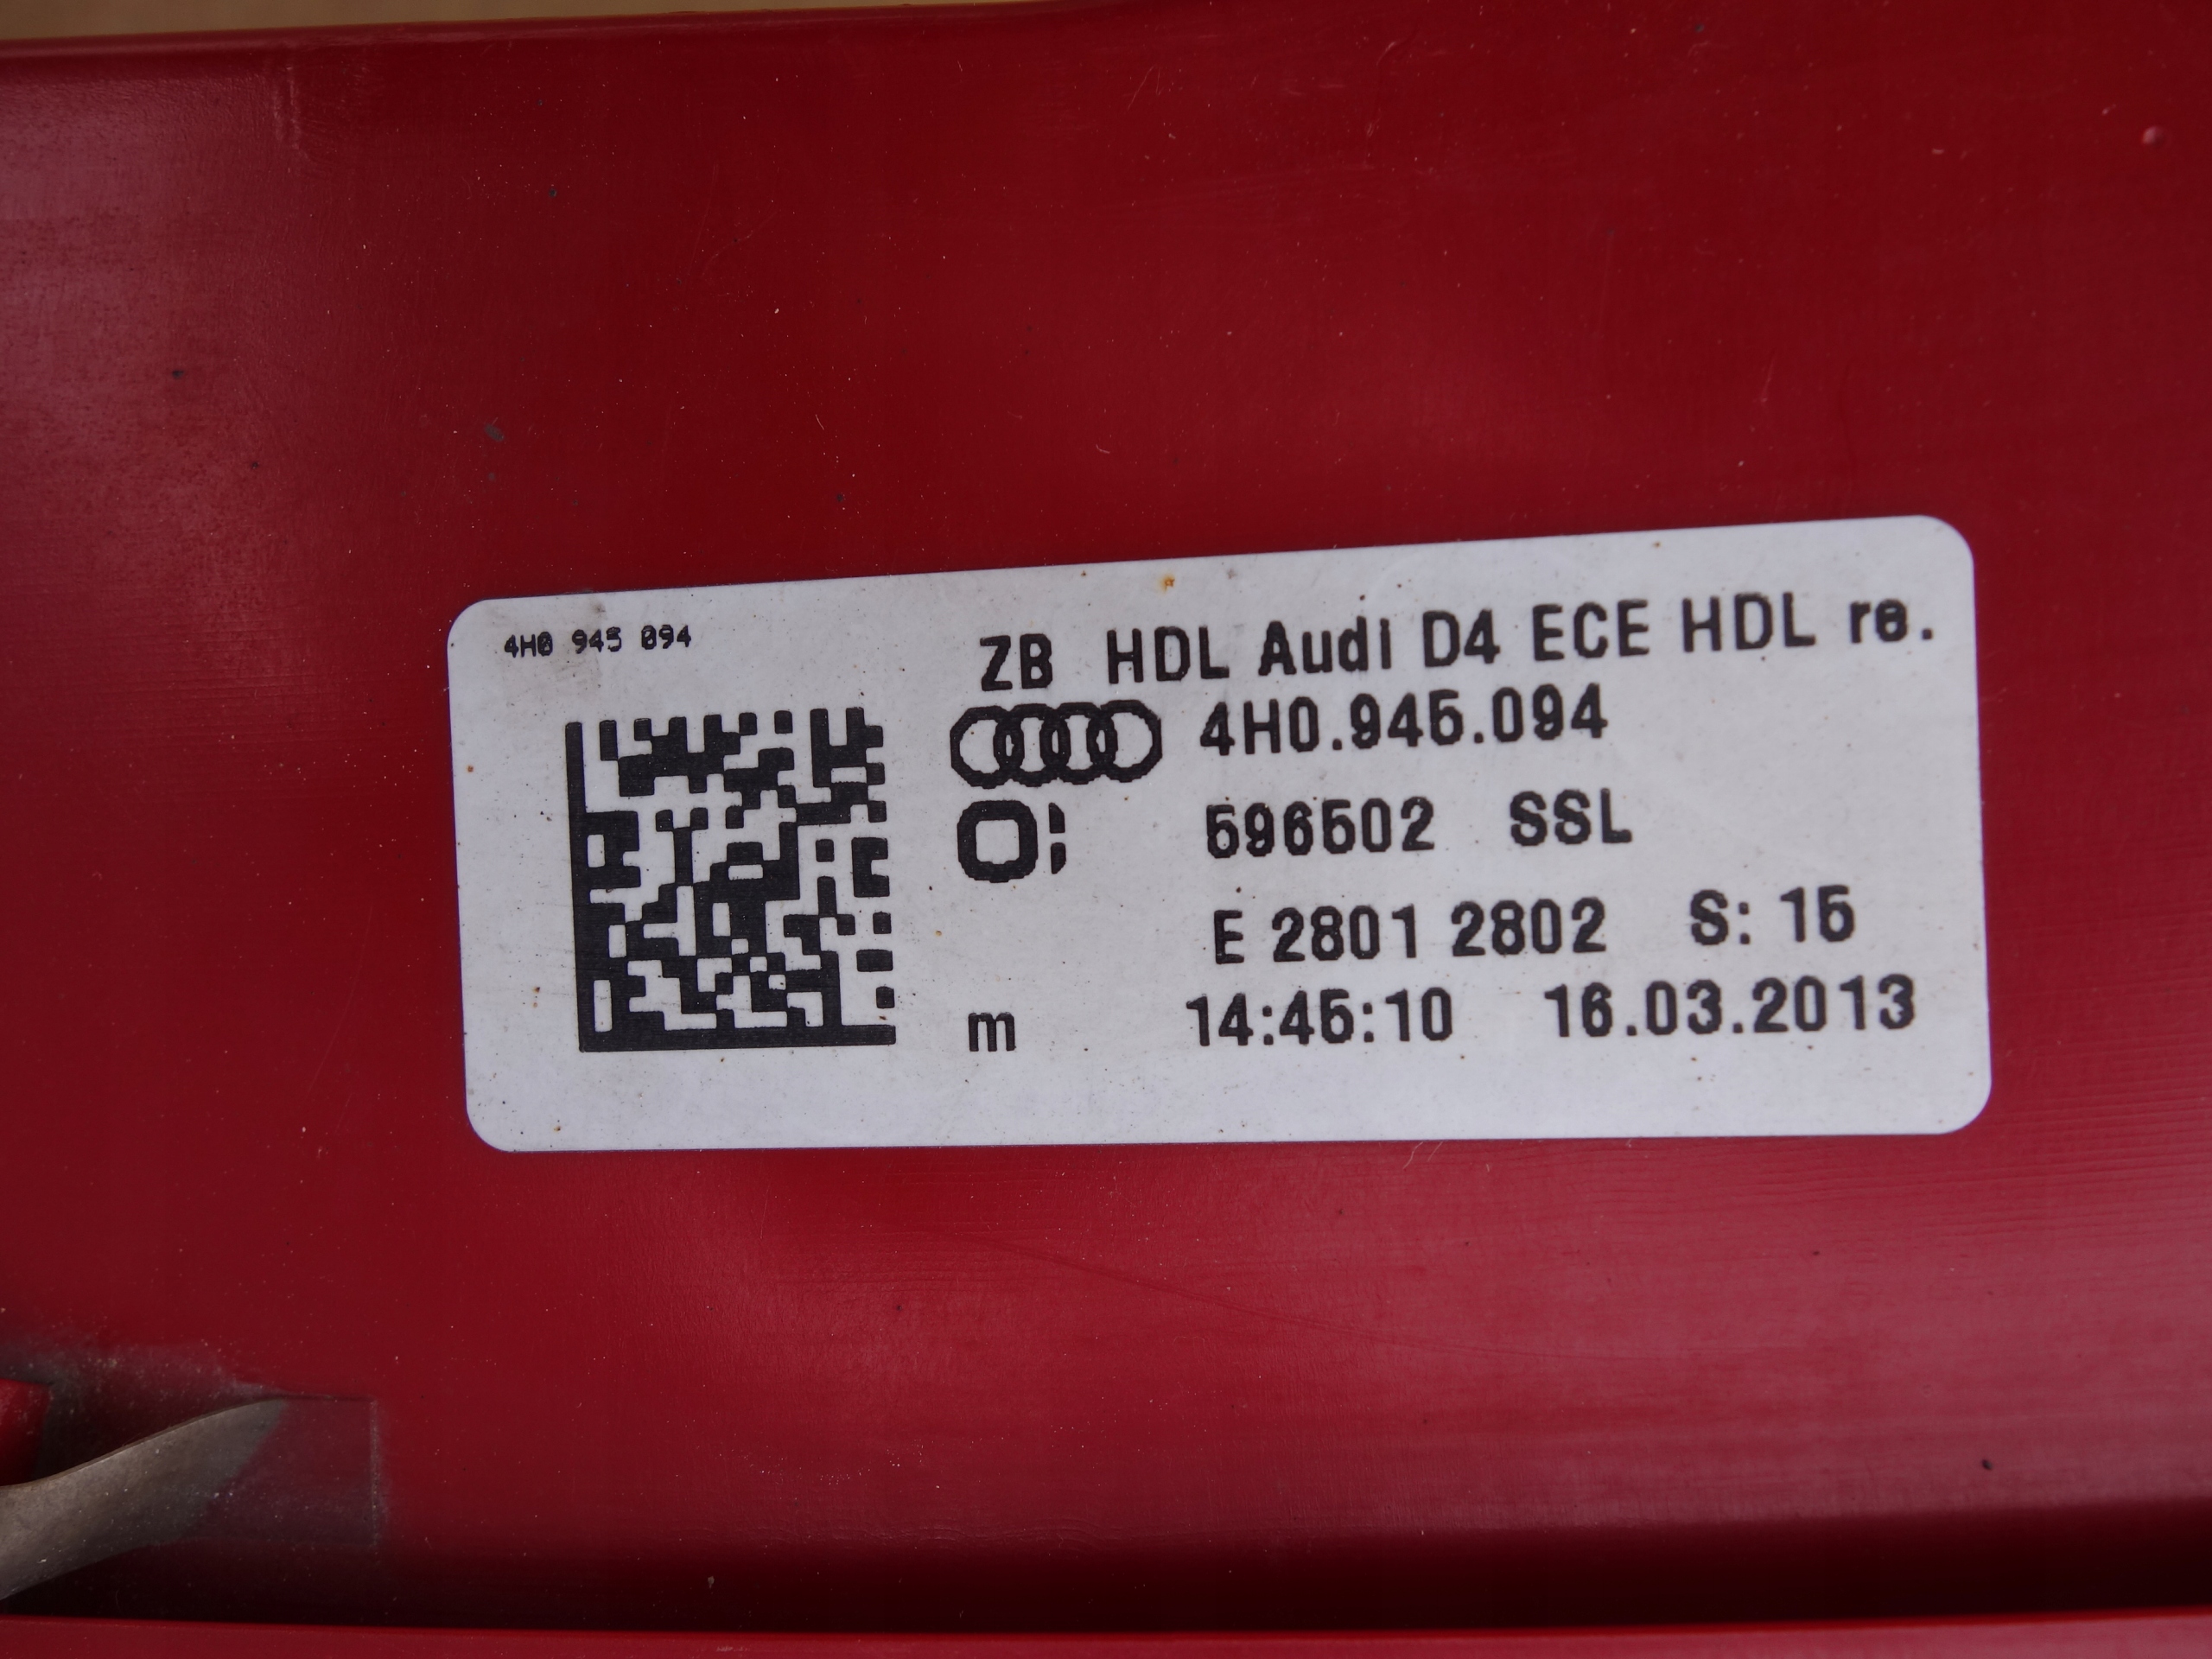 4H0 945 094
ZB HDL Audi D4 ECE HDL re.
4H0.945.094
596502 SSL
E 2801 2802 S: 15
m 14:45:10 16.03.2013